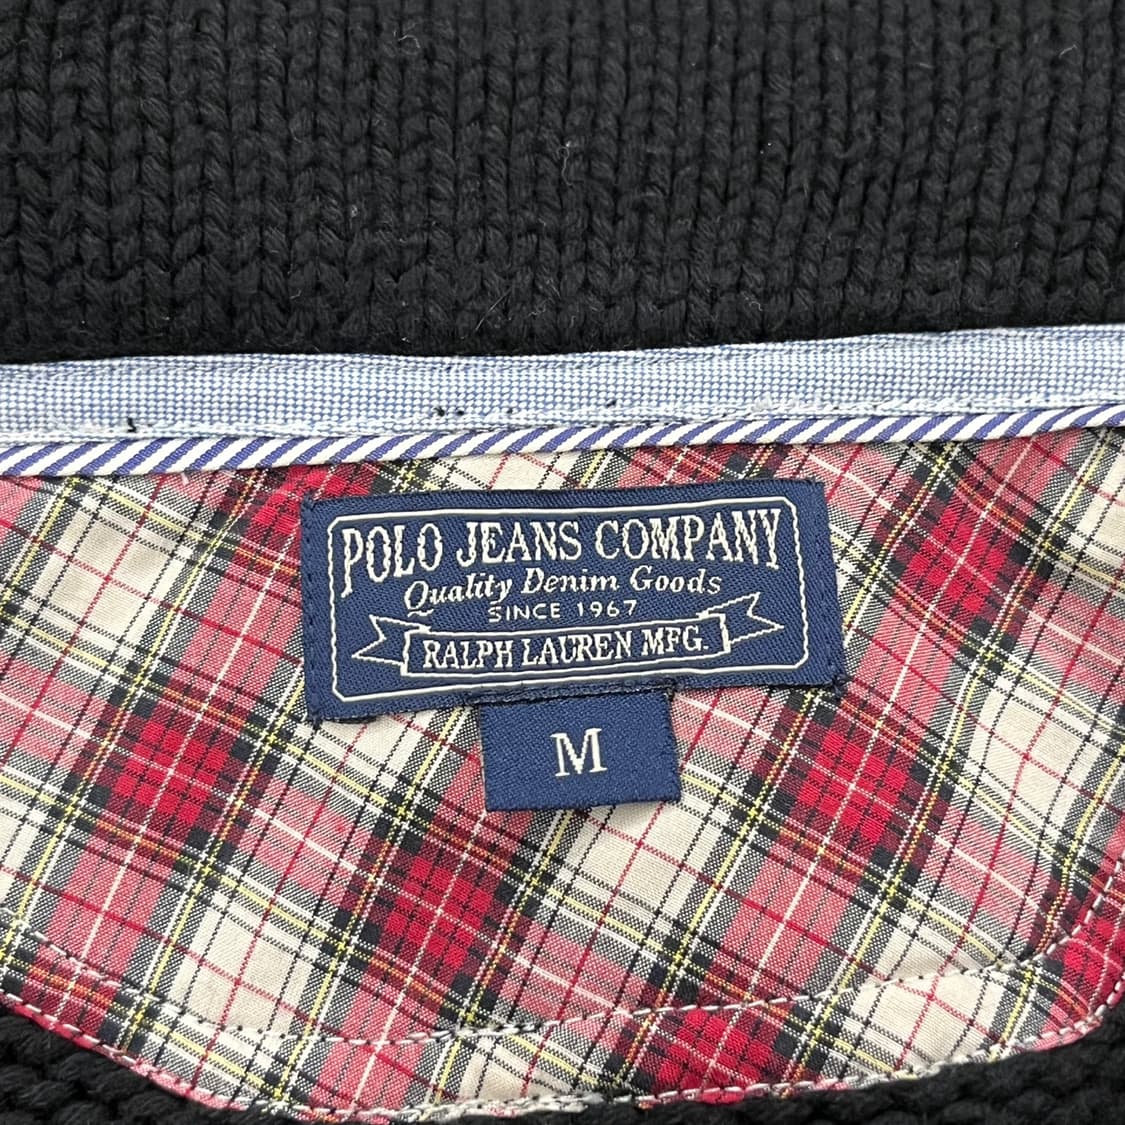 POLO JEANS COMPANY
Quality Denim Goods
SINCE 1967
RALPH LAUREN MFG.
M